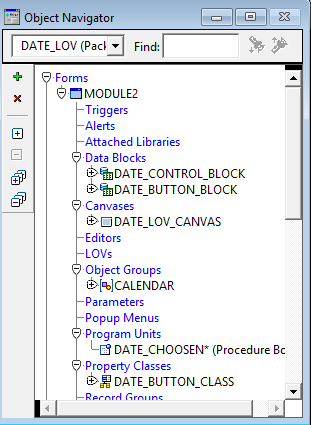 Object Navigator
DATE_LOV (Pack
Find:
Forms
MODULE2
Triggers
Alerts
Attached Libraries
Data Blocks
DATE_CONTROL_BLOCK
DATE_BUTTON_BLOCK
Canvases
DATE_LOV_CANVAS
Editors
LOVs
Object Groups
CALENDAR
Parameters
Popup Menus
Program Units
DATE_CHOOSEN* (Procedure Bo
Property Classes
DATE_BUTTON_CLASS
Record Groups